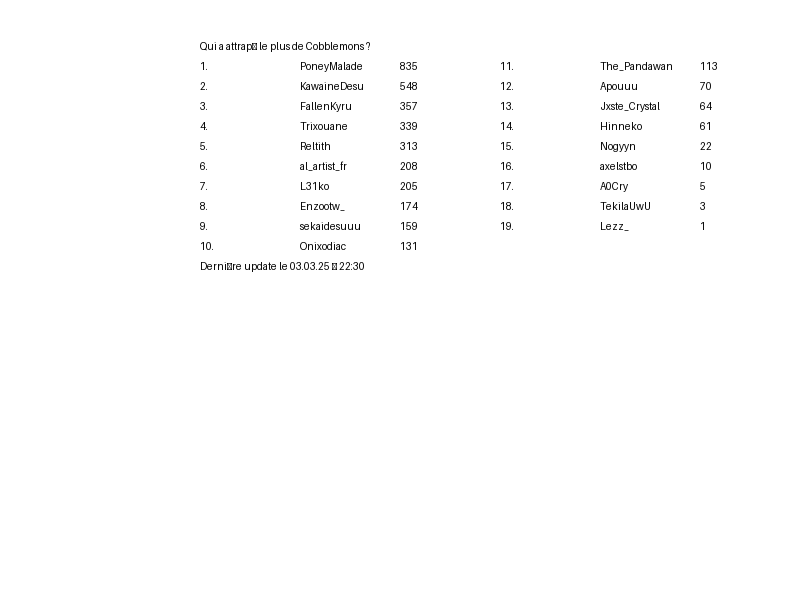 Qui a attrap▯ le plus de Cobblemons ?
1. PoneyMalade 835 11. The_Pandawan 113
2. KawaineDesu 548 12. Apouuu 70
3. FallenKyru 357 13. Jxste_Crystal 64
4. Trixouane 339 14. Hinneko 61
5. Reltith 313 15. Nogyyn 22
6. al_artist_fr 208 16. axelstbo 10
7. L31ko 205 17. A0Cry 5
8. Enzootw_ 174 18. TekilaUwU 3
9. sekaidesuuu 159 19. Lezz_ 1
10. Onixodiac 131
Derni▯re update le 03.03.25 ▯ 22:30